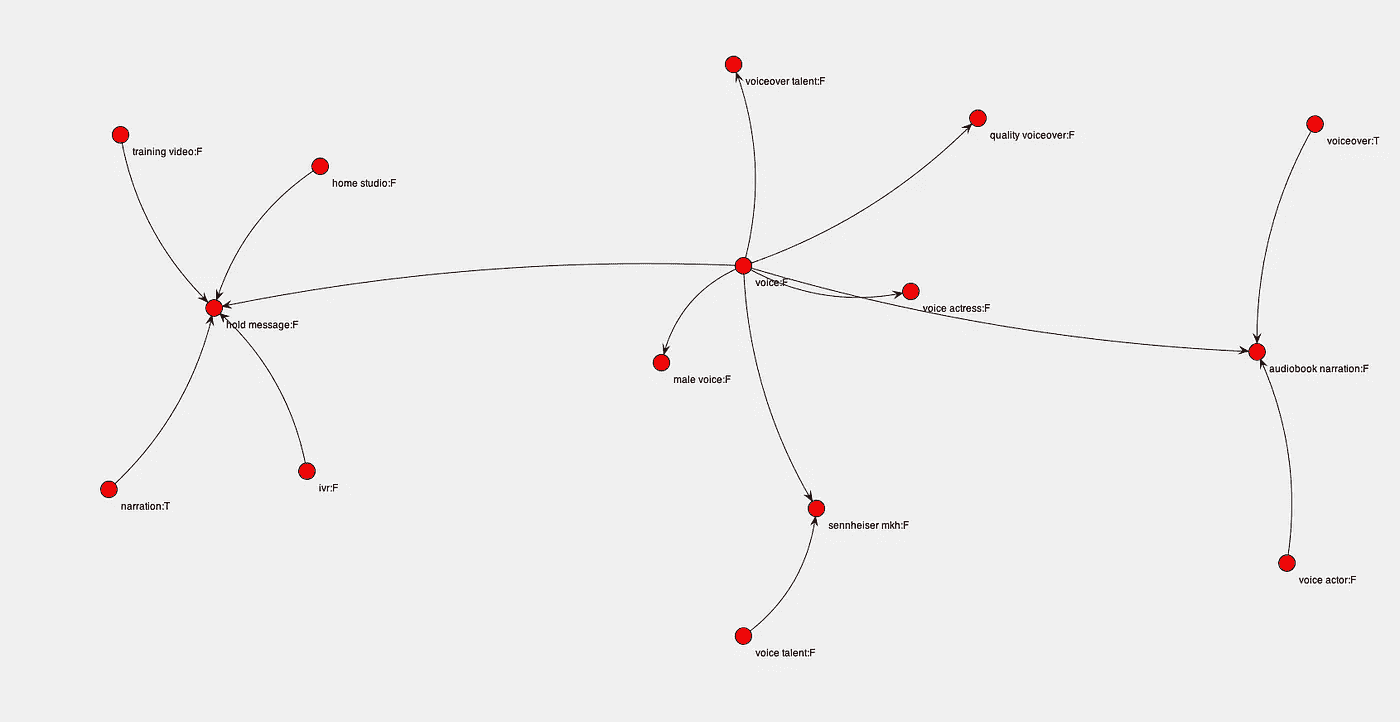 voiceover talent:F
quality voiceover:F
voiceover:T
training video:F
home studio:F
voice:F
voice actress:F
hold message:F
audiobook narration:F
male voice:F
ivr:F
narration:T
sennheiser mkh:F
voice actor:F
voice talent:F